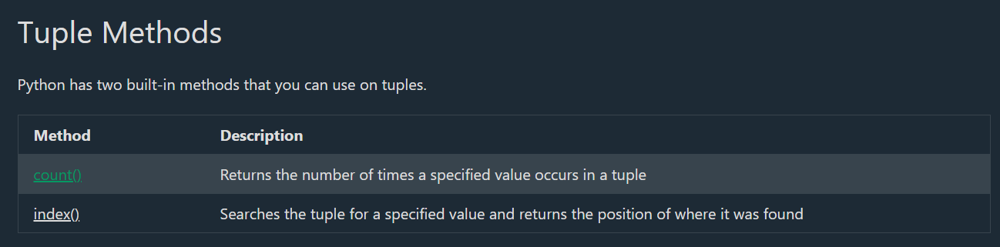 Tuple Methods
Python has two built-in methods that you can use on tuples.
Method Description
count() Returns the number of times a specified value occurs in a tuple
index() Searches the tuple for a specified value and returns the position of where it was found